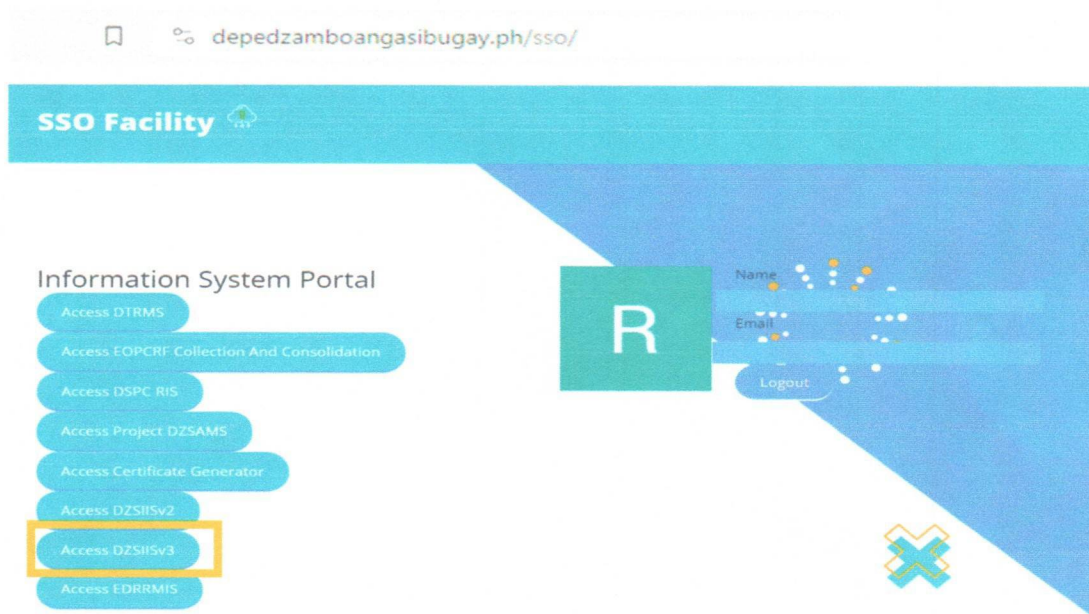 depedzamboangasibugay.ph/sso/
SSO Facility
Information System Portal
Access DTRMS
Access EOPCRF Collection And Consolidation
Access DSPC RIS
Access Project DZSAMS
Access Certificate Generator
Access DZSIISv2
Access DZSIISv3
Access EDRRMIS
R
Name
Email
Logout